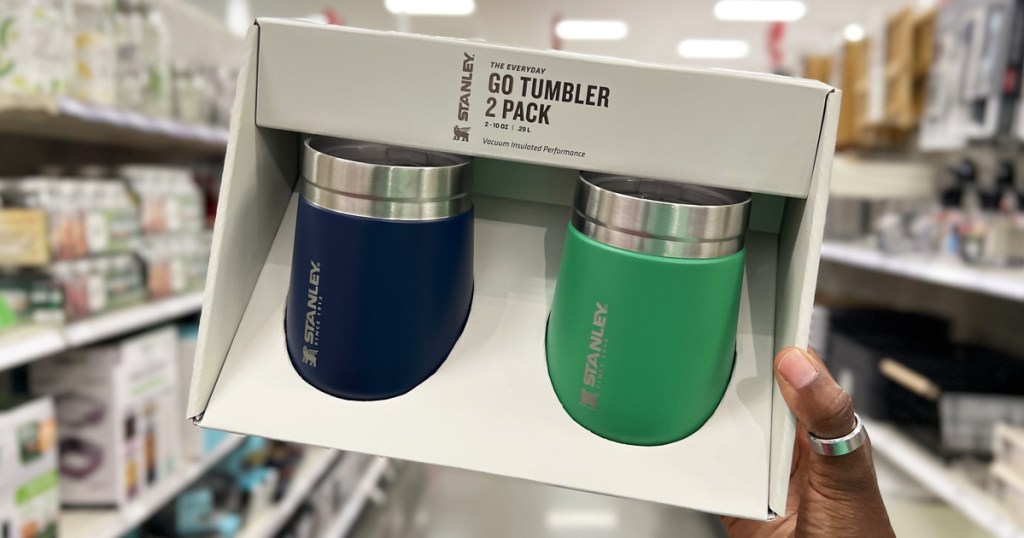 STANLEY.
THE EVERYDAY
GO TUMBLER
2 PACK
2 - 10 OZ | .29 L
Vacuum Insulated Performance
STANLEY.
STANLEY.